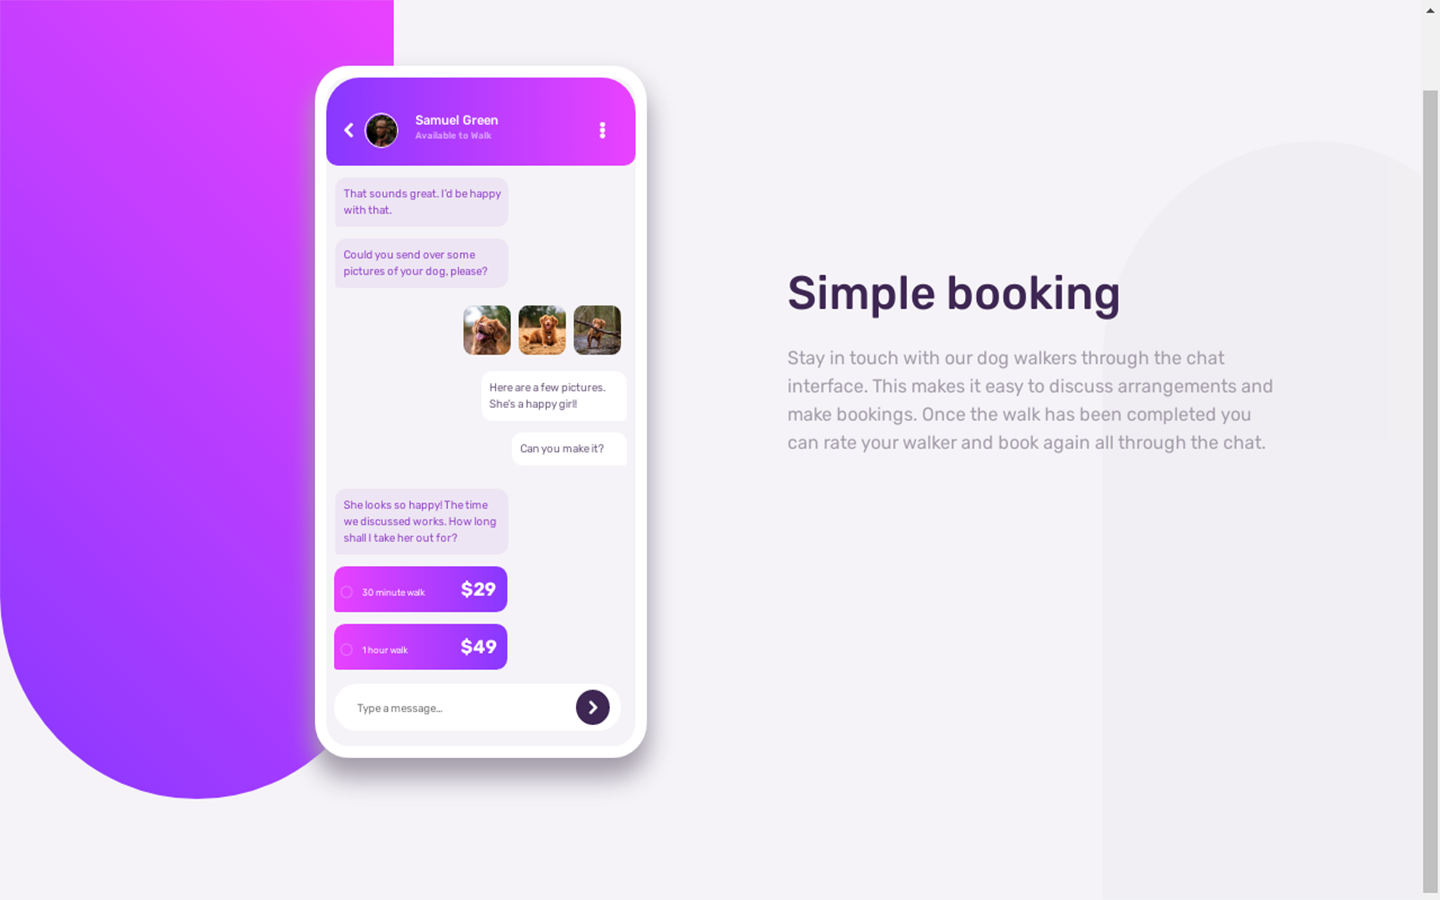 Samuel Green
Available to Walk
That sounds great. I'd be happy
with that.
Could you send over some
pictures of your dog, please?
Here are a few pictures.
She's a happy girl!
Can you make it?
She looks so happy! The time
we discussed works. How long
shall I take her out for?
30 minute walk $29
1 hour walk $49
Type a message...
Simple booking
Stay in touch with our dog walkers through the chat
interface. This makes it easy to discuss arrangements and
make bookings. Once the walk has been completed you
can rate your walker and book again all through the chat.